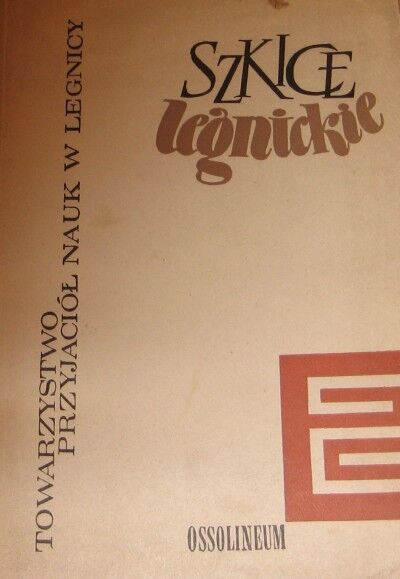 SZKICE
legnickie
TOWARZYSTWO
PRZYJACIÓŁ NAUK W LEGNICY
OSSOLINEUM